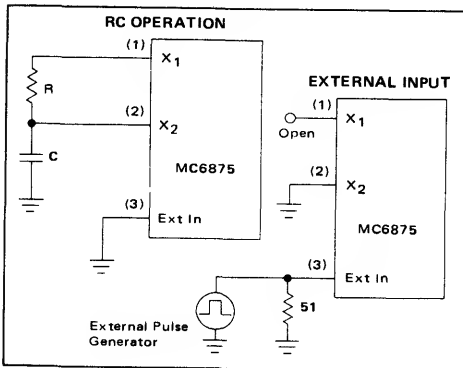 RC OPERATION
(1)
X1
R
(2)
X2
C
MC6875
(3)
Ext In
EXTERNAL INPUT
(1)
X1
Open
(2)
X2
MC6875
(3)
Ext In
51
External Pulse
Generator